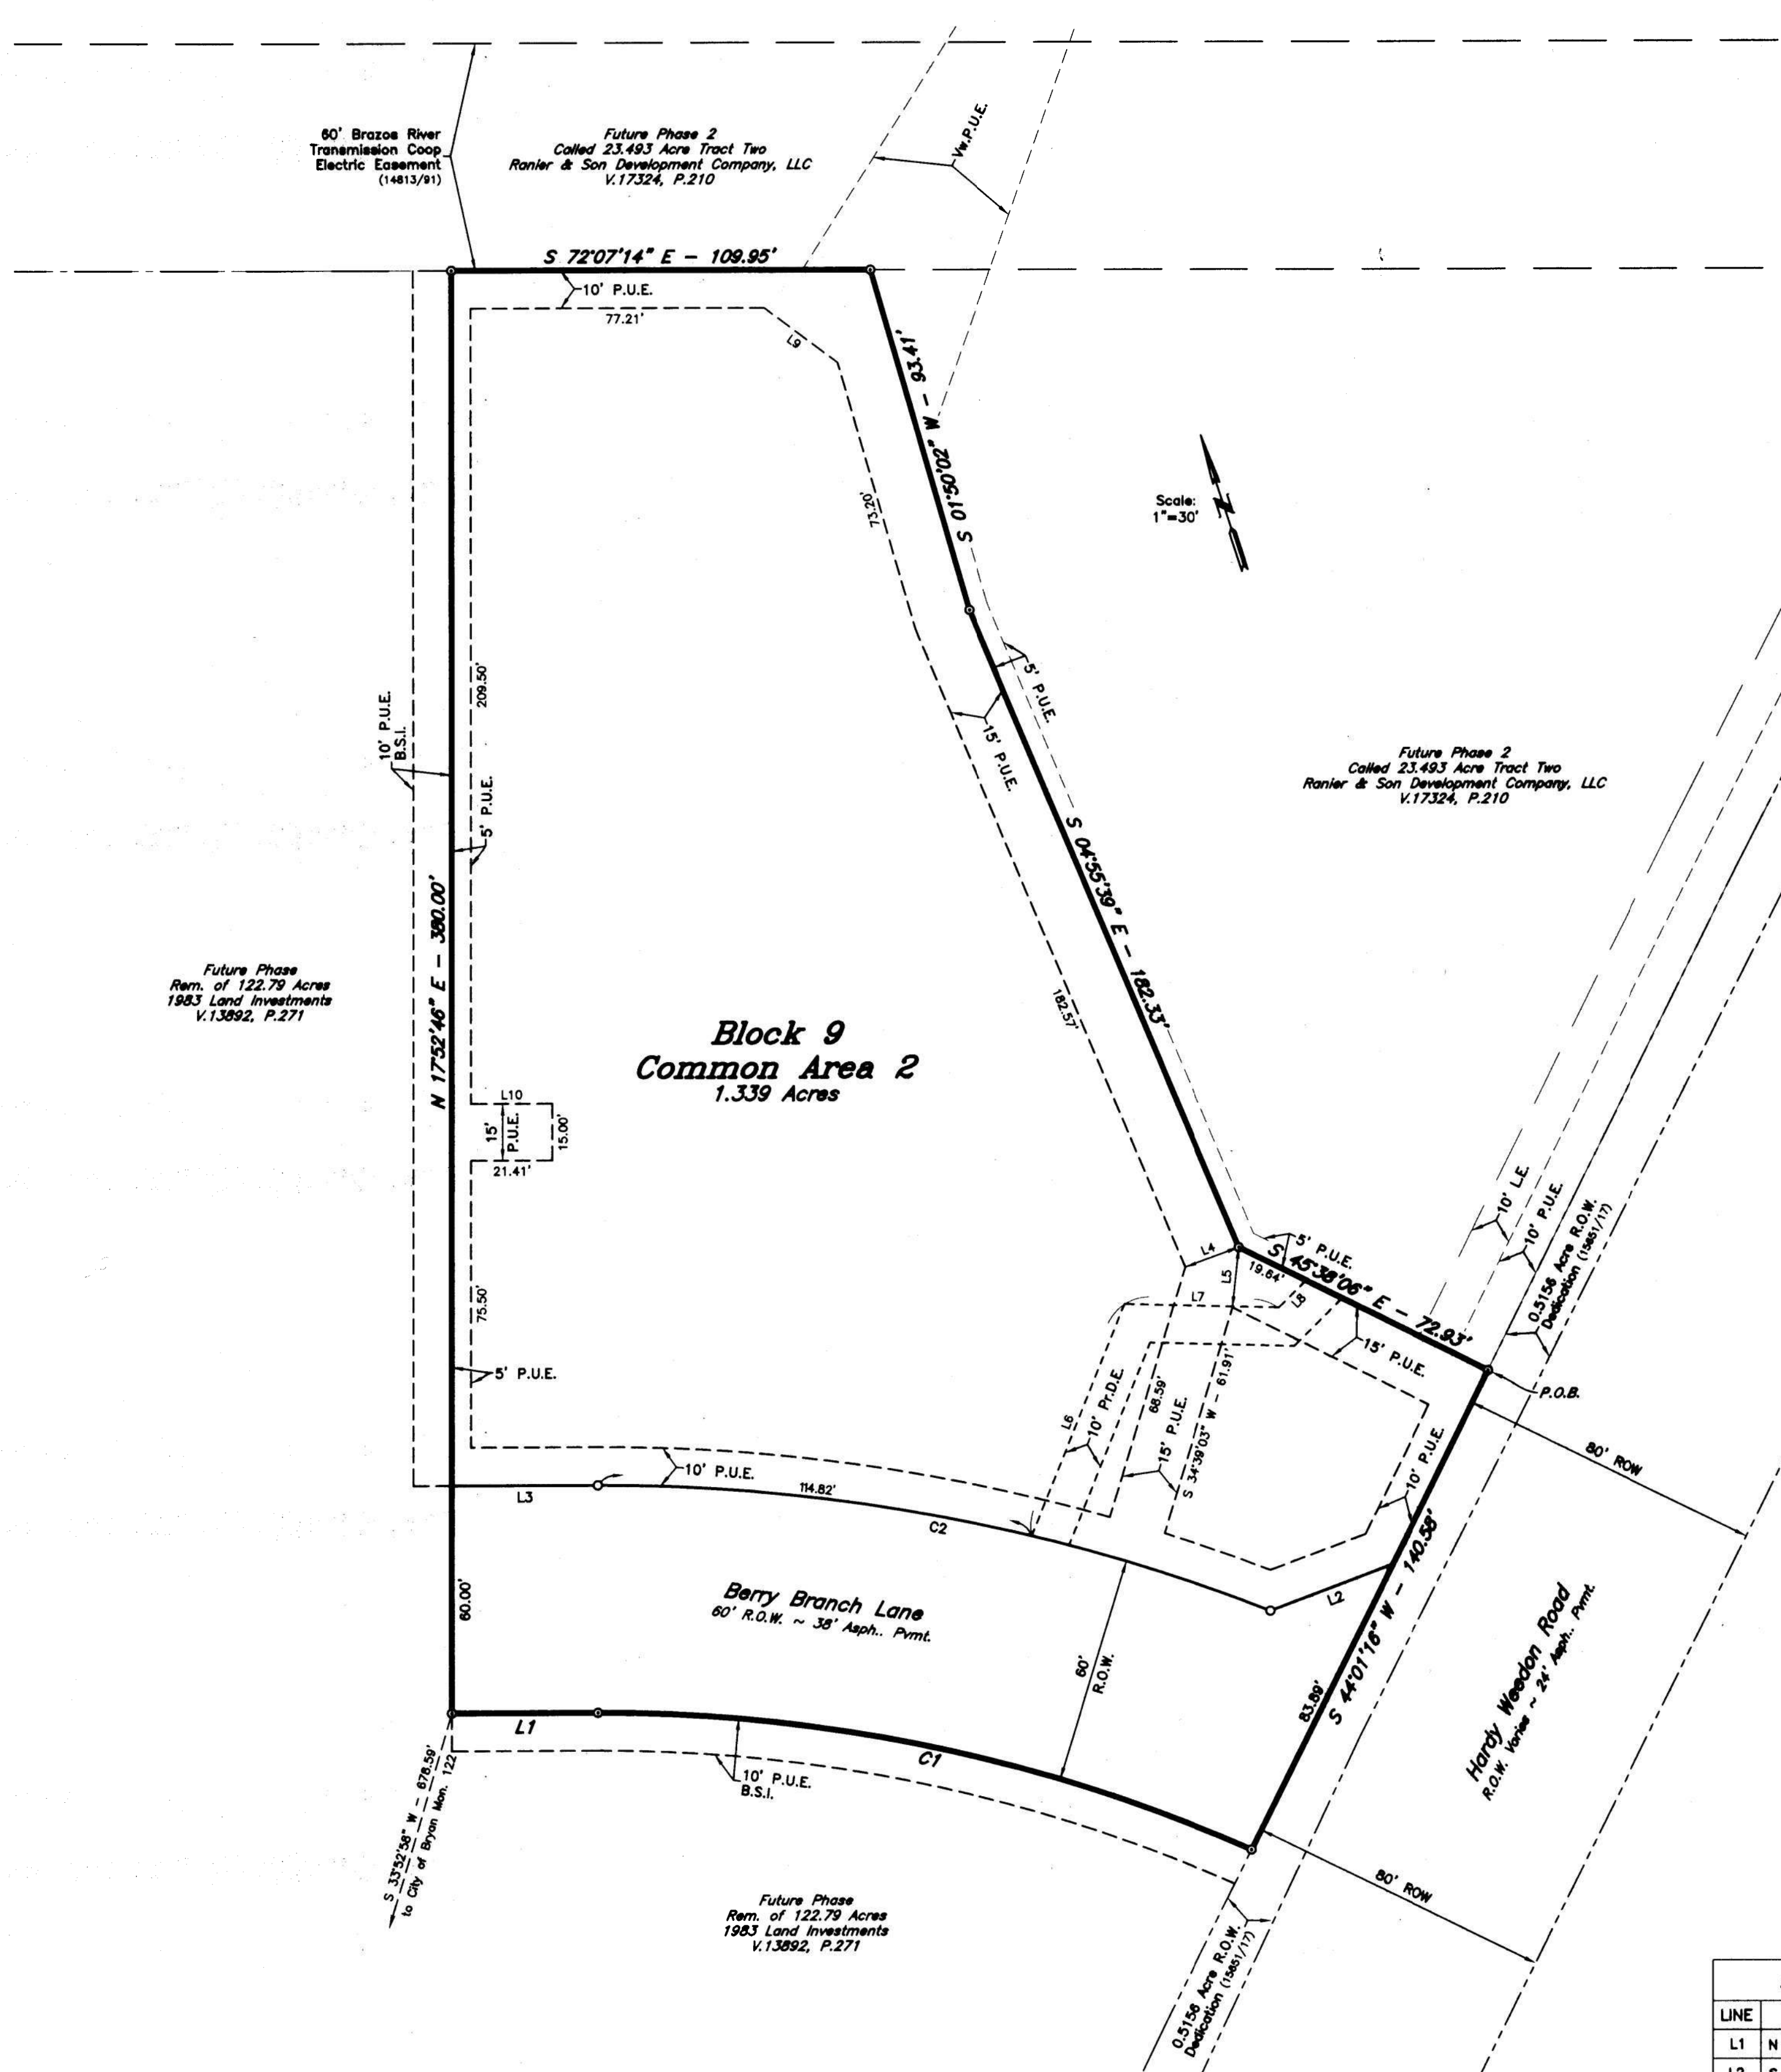 60' Brazos River
Transmission Coop
Electric Easement
(14813/91)
Future Phase 2
Called 23.493 Acre Tract Two
Ranier & Son Development Company, LLC
V.17324, P.210
Vw.P.U.E.
S 72°07'14" E - 109.95'
10' P.U.E.
77.21'
L9
S 01°50'02" W - 93.41'
73.20'
Scale:
1"=30'
N
5' P.U.E.
15' P.U.E.
209.50'
10' P.U.E.
B.S.I.
5' P.U.E.
Future Phase 2
Called 23.493 Acre Tract Two
Ranier & Son Development Company, LLC
V.17324, P.210
S 04°55'39" E - 182.33'
182.57'
N 17°52'46" E - 380.00'
Future Phase
Rem. of 122.79 Acres
1983 Land Investments
V.13892, P.271
Block 9
Common Area 2
1.339 Acres
L10
15'
P.U.E.
15.00'
21.41'
10' L.E.
10' P.U.E.
0.5156 Acre R.O.W.
Dedication (15651/17)
L4
L5
5' P.U.E.
S 45°38'06" E - 72.93'
19.64'
L7
L8
75.50'
5' P.U.E.
15' P.U.E.
P.O.B.
L6
10' Pr.D.E.
68.59'
15' P.U.E.
S 34°39'03" W - 61.91'
10' P.U.E.
80' ROW
10' P.U.E.
L3
114.82'
C2
Berry Branch Lane
60' R.O.W. ~ 38' Asph.. Pvmt.
60.00'
L2
60'
R.O.W.
83.89'
S 44°01'16" W - 140.58'
Hardy Weedon Road
R.O.W. Varies ~ 24' Asph.. Pvmt.
L1
C1
10' P.U.E.
B.S.I.
S 33°52'58" W - 678.59'
to City of Bryan Mon. 122
80' ROW
Future Phase
Rem. of 122.79 Acres
1983 Land Investments
V.13892, P.271
0.5156 Acre R.O.W.
Dedication (15651/17)
LINE
L1 N